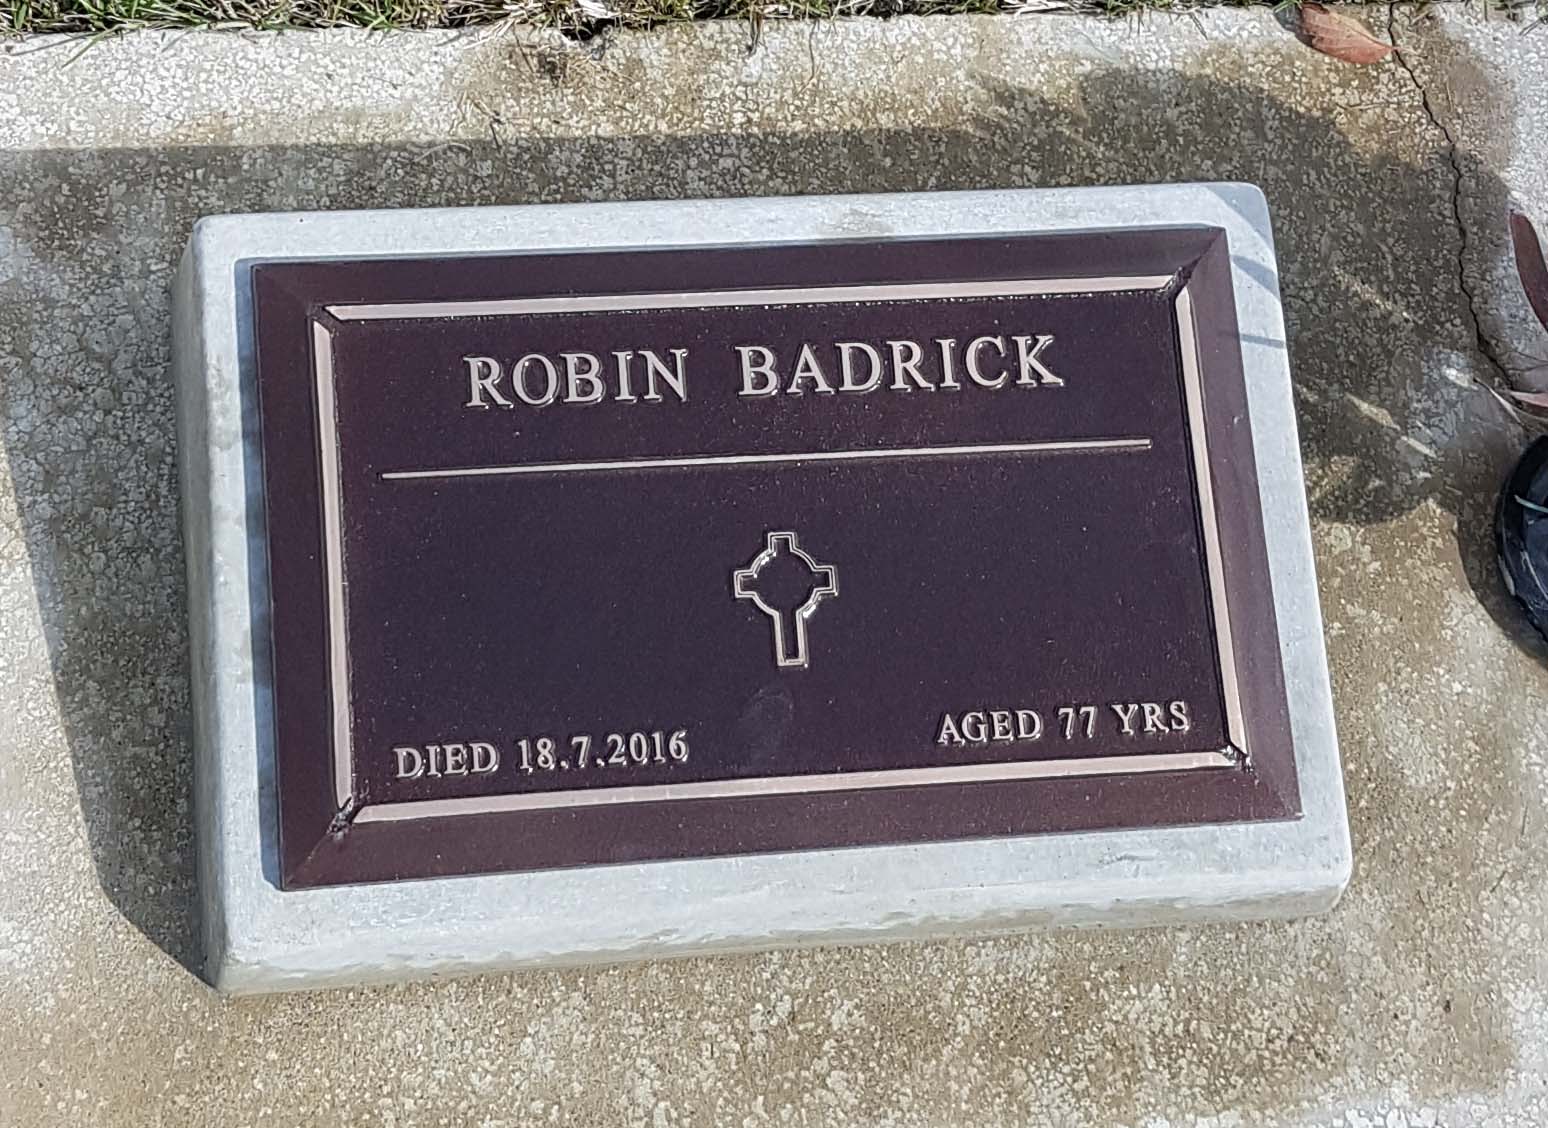 ROBIN BADRICK
DIED 18.7.2016
AGED 77 YRS